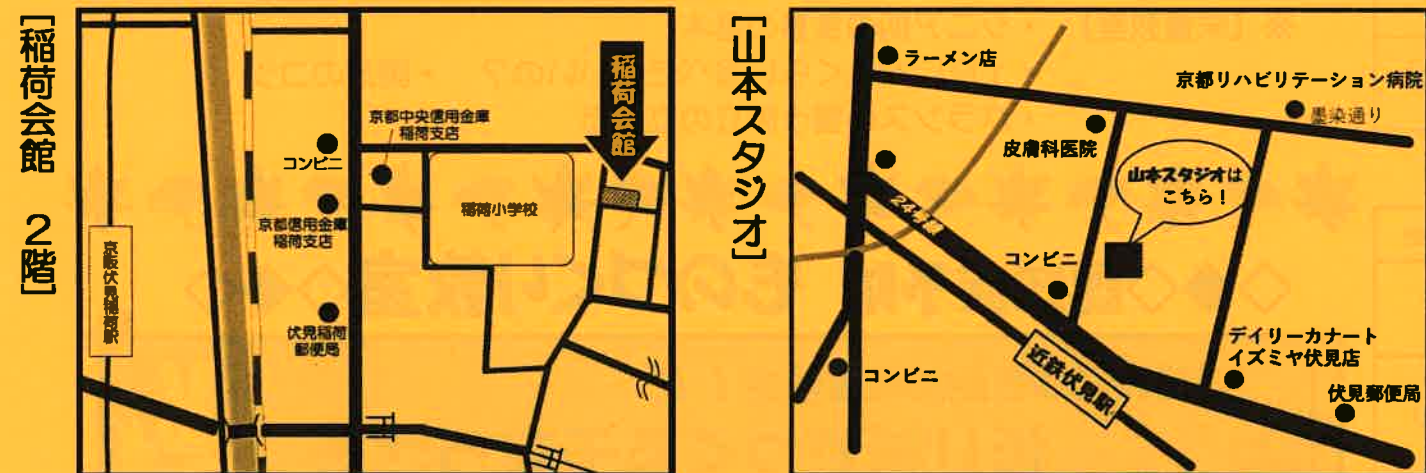 [稲荷会館 2階]
稲荷会館
京都中央信用金庫
稲荷支店
コンビニ
稲荷小学校
京都信用金庫
稲荷支店
京阪伏見稲荷駅
伏見稲荷
郵便局
[山本スタジオ]
ラーメン店
京都リハビリテーション病院
墨染通り
皮膚科医院
山本スタジオは
こちら！
24号線
コンビニ
デイリーカナート
イズミヤ伏見店
近鉄伏見駅
コンビニ
伏見郵便局